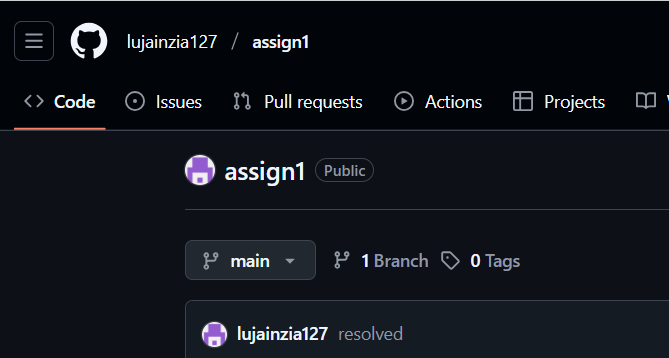 lujainzia127 / assign1
Code Issues Pull requests Actions Projects
assign1 Public
main 1 Branch 0 Tags
lujainzia127 resolved